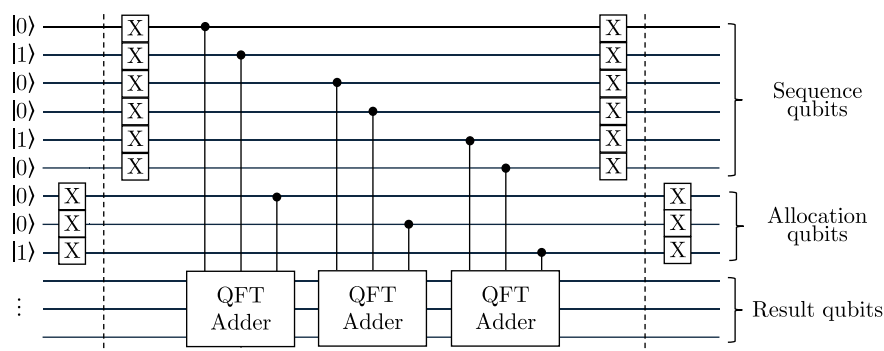 |0⟩ X X
|1⟩ X X
|0⟩ X X
|0⟩ X X
|1⟩ X X
|0⟩ X X
Sequence
qubits
|0⟩ X X
|0⟩ X X
|1⟩ X X
Allocation
qubits
⋮
QFT QFT QFT
Adder Adder Adder
Result qubits